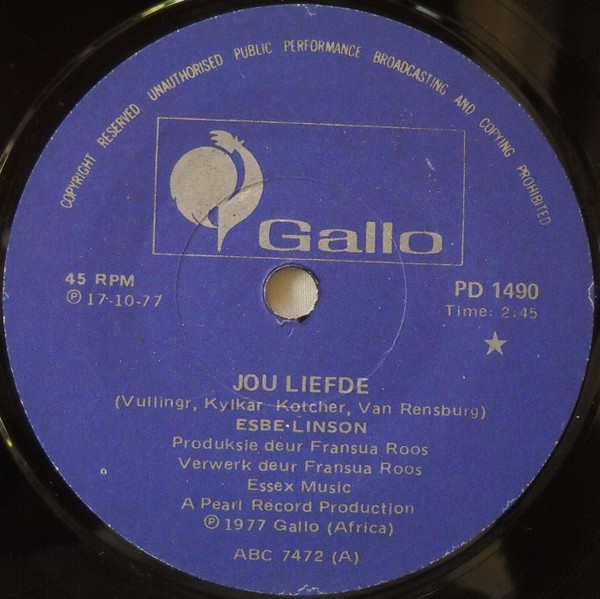 COPYRIGHT RESERVED UNAUTHORISED PUBLIC PERFORMANCE BROADCASTING AND COPYING PROHIBITED
Gallo
45 RPM
℗ 17-10-77
PD 1490
Time: 2:45
JOU LIEFDE
(Vullingr, Kylkar Kotcher, Van Rensburg)
ESBE·LINSON
Produksie deur Fransua Roos
Verwerk deur Fransua Roos
Essex Music
A Pearl Record Production
℗ 1977 Gallo (Africa)
ABC 7472 (A)